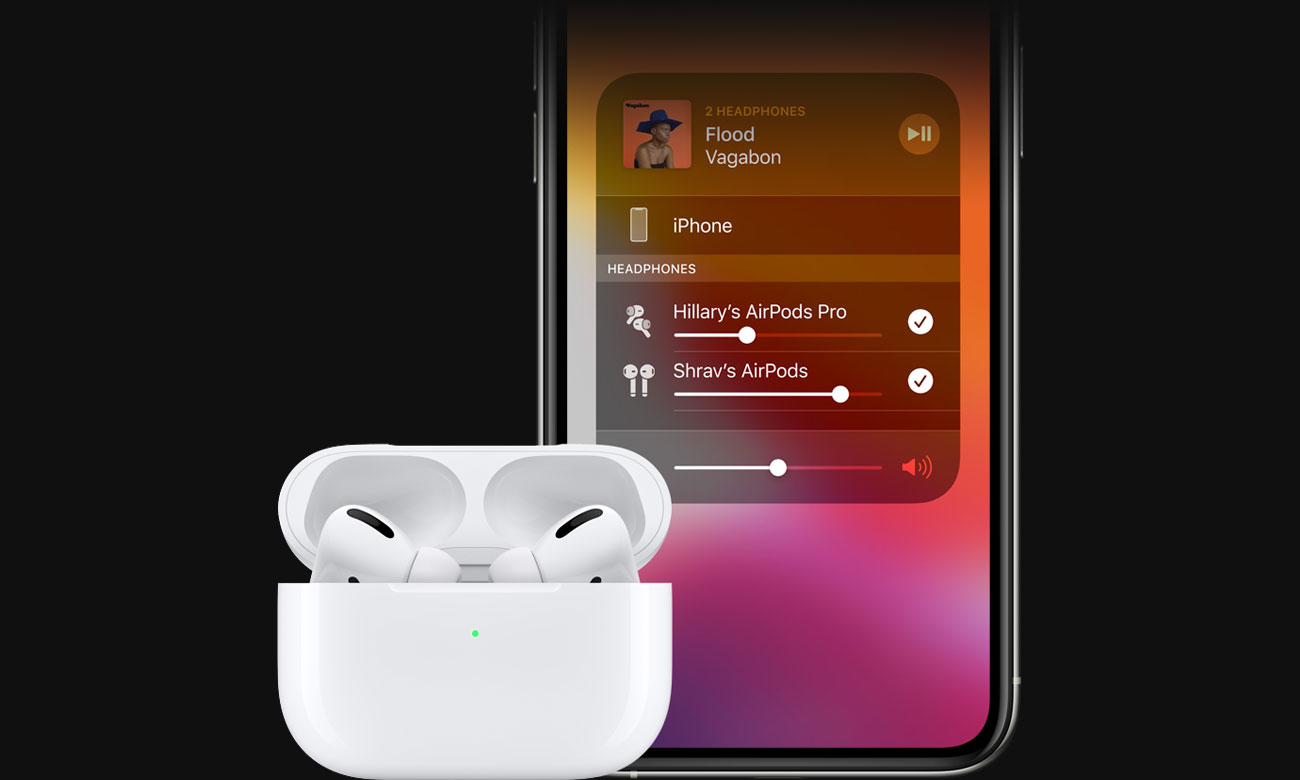 Vagabon
2 HEADPHONES
Flood
Vagabon
iPhone
HEADPHONES
Hillary’s AirPods Pro
Shrav’s AirPods